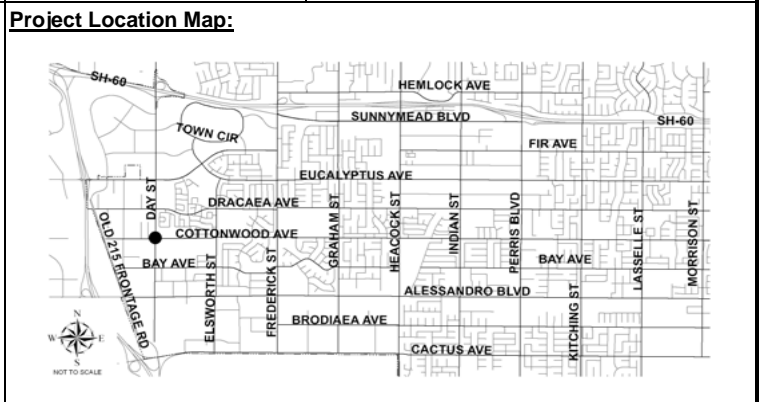 Project Location Map:
SH-60
HEMLOCK AVE
SUNNYMEAD BLVD
SH-60
TOWN CIR
FIR AVE
EUCALYPTUS AVE
DAY ST
DRACAEA AVE
COTTONWOOD AVE
GRAHAM ST
HEACOCK ST
INDIAN ST
PERRIS BLVD
LASSELLE ST
MORRISON ST
OLD 215 FRONTAGE RD
BAY AVE
BAY AVE
ELSWORTH ST
FREDERICK ST
ALESSANDRO BLVD
KITCHING ST
BRODIAEA AVE
CACTUS AVE
N
W E
S
NOT TO SCALE